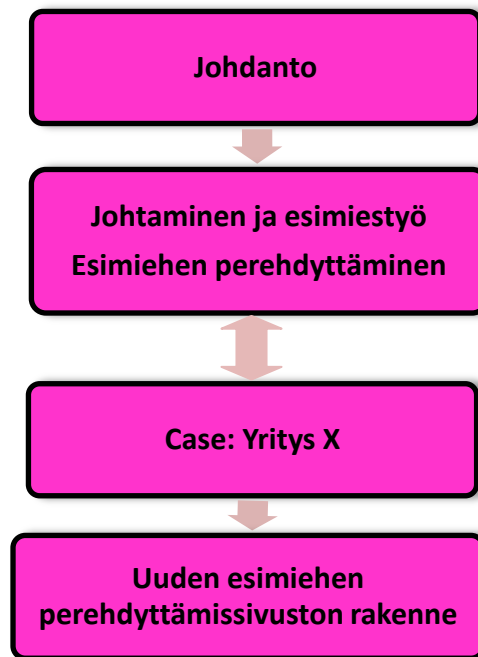 Johdanto
Johtaminen ja esimiestyö
Esimiehen perehdyttäminen
Case: Yritys X
Uuden esimiehen
perehdyttämissivuston rakenne